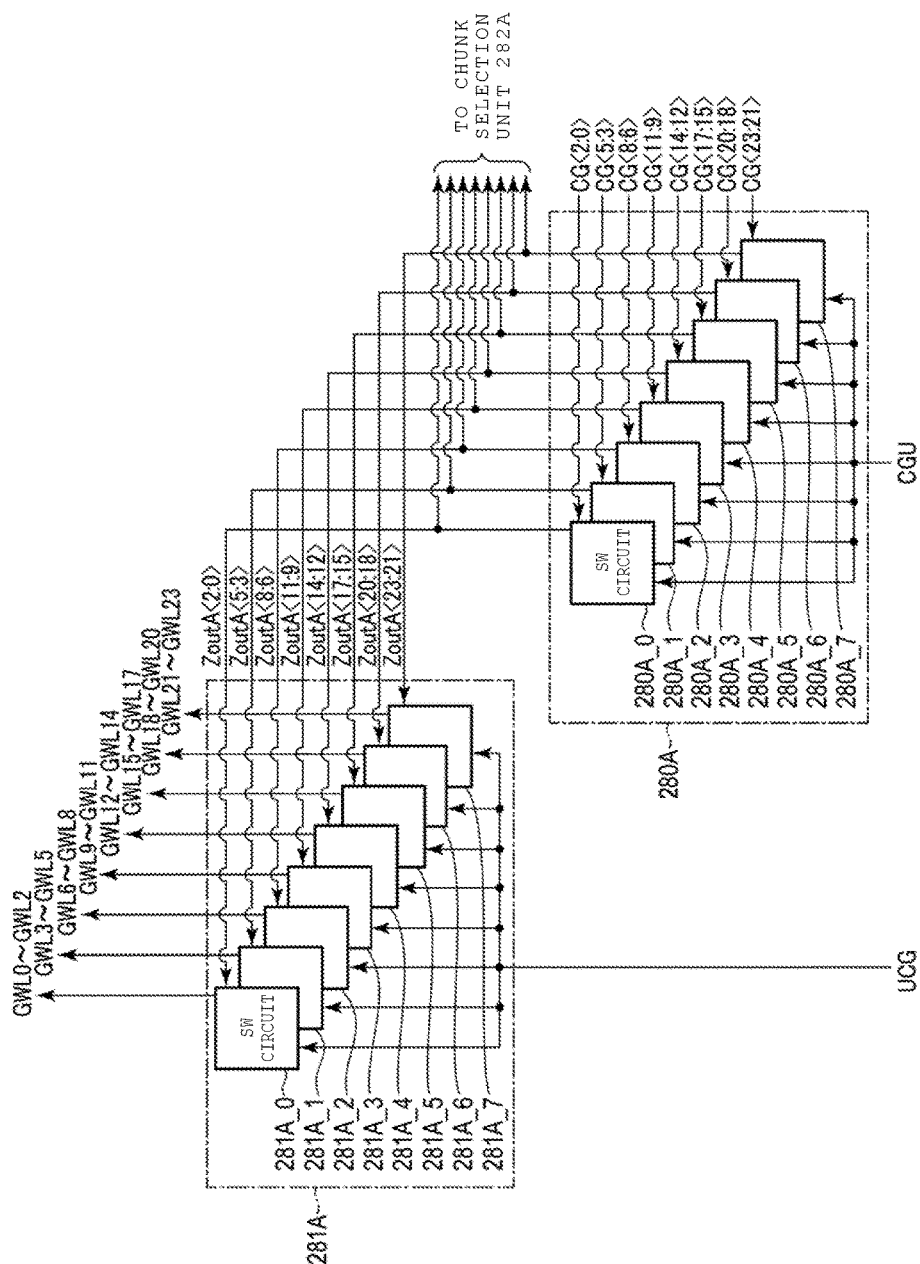 GWL0~GWL2
GWL3~GWL5
GWL6~GWL8
GWL9~GWL11
GWL12~GWL14
GWL15~GWL17
GWL18~GWL20
GWL21~GWL23
ZoutA<2:0>
ZoutA<5:3>
ZoutA<8:6>
ZoutA<11:9>
ZoutA<14:12>
ZoutA<17:15>
ZoutA<20:18>
ZoutA<23:21>
TO CHUNK
SELECTION
UNIT 282A
SW
CIRCUIT
281A_0
281A_1
281A_2
281A_3
281A_4
281A_5
281A_6
281A_7
281A
UCG
CG<2:0>
CG<5:3>
CG<8:6>
CG<11:9>
CG<14:12>
CG<17:15>
CG<20:18>
CG<23:21>
SW
CIRCUIT
280A_0
280A_1
280A_2
280A_3
280A_4
280A_5
280A_6
280A_7
280A
CGU